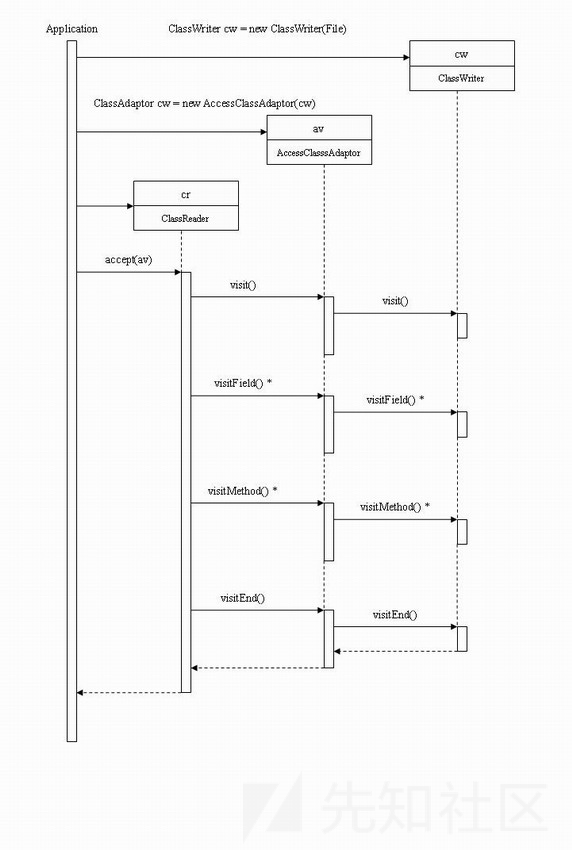 Application
ClassWriter cw = new ClassWriter(File)
cw
ClassWriter
ClassAdaptor cw = new AccessClassAdaptor(cw)
av
AccessClasssAdaptor
cr
ClassReader
accept(av)
visit()
visit()
visitField() *
visitField() *
visitMethod() *
visitMethod() *
visitEnd()
visitEnd()
先知社区